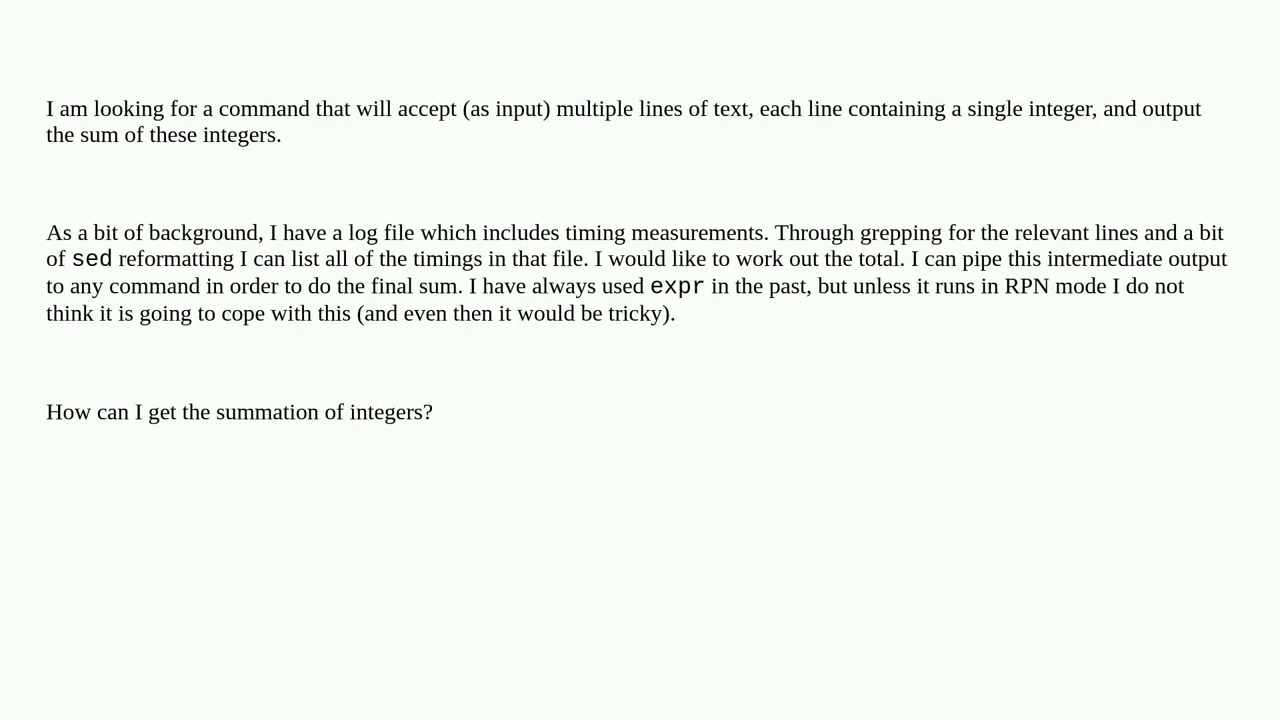 I am looking for a command that will accept (as input) multiple lines of text, each line containing a single integer, and output
the sum of these integers.
As a bit of background, I have a log file which includes timing measurements. Through grepping for the relevant lines and a bit
of sed reformatting I can list all of the timings in that file. I would like to work out the total. I can pipe this intermediate output
to any command in order to do the final sum. I have always used expr in the past, but unless it runs in RPN mode I do not
think it is going to cope with this (and even then it would be tricky).
How can I get the summation of integers?